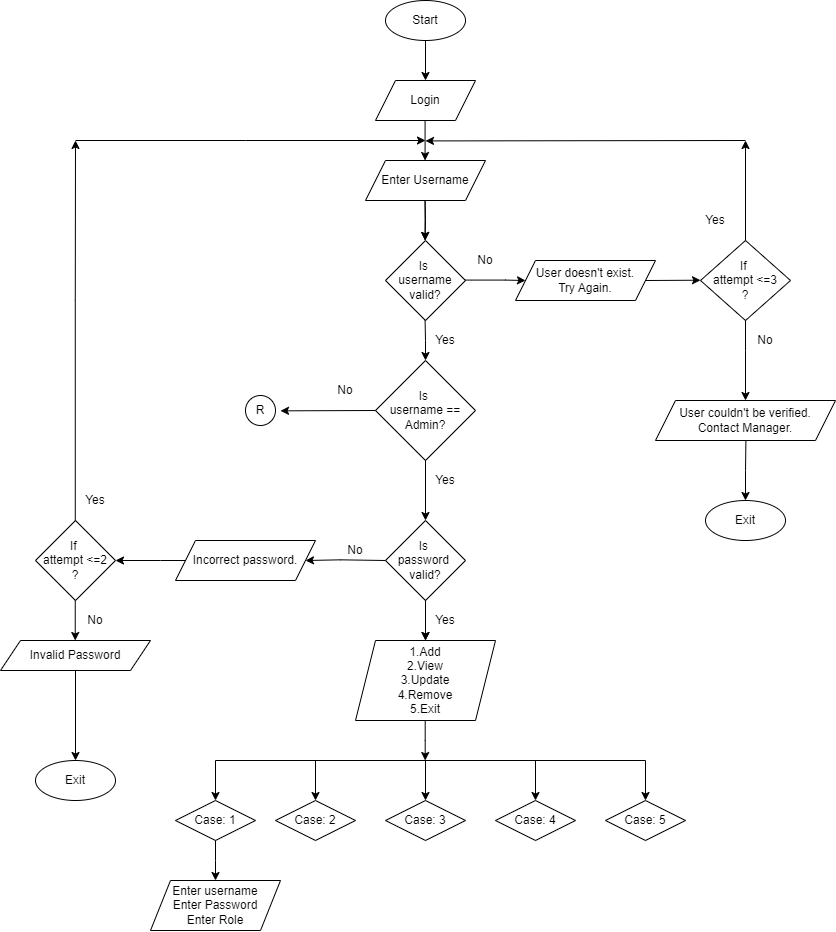 Start
Login
Enter Username
Is
username
valid?
No
User doesn't exist.
Try Again.
If
attempt <=3
?
Yes
No
User couldn't be verified.
Contact Manager.
Exit
Yes
Is
username ==
Admin?
No
R
Yes
Is
password
valid?
No
Incorrect password.
If
attempt <=2
?
Yes
No
Invalid Password
Exit
Yes
1.Add
2.View
3.Update
4.Remove
5.Exit
Case: 1
Case: 2
Case: 3
Case: 4
Case: 5
Enter username
Enter Password
Enter Role